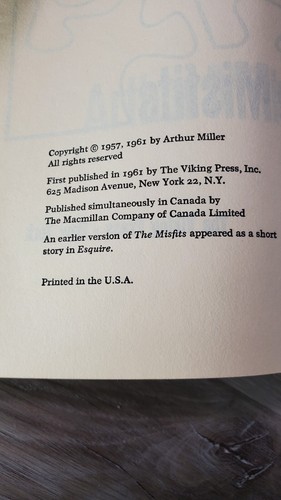 Copyright © 1957, 1961 by Arthur Miller
All rights reserved
First published in 1961 by The Viking Press, Inc.
625 Madison Avenue, New York 22, N.Y.
Published simultaneously in Canada by
The Macmillan Company of Canada Limited
An earlier version of The Misfits appeared as a short
story in Esquire.
Printed in the U.S.A.